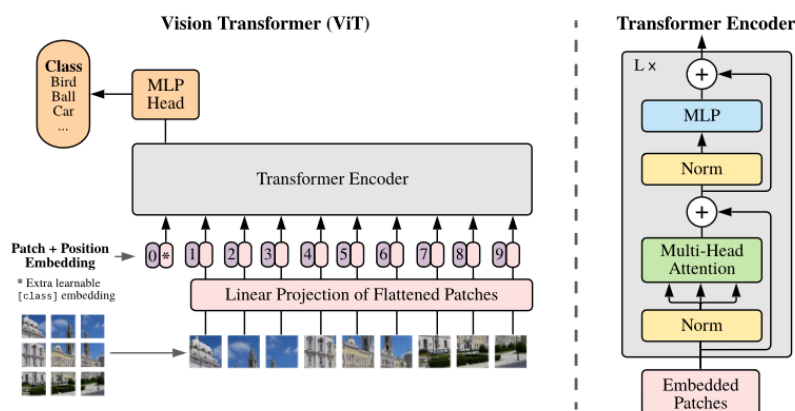 Vision Transformer (ViT)
Class
Bird
Ball
Car
...
MLP
Head
Transformer Encoder
0 * 1 2 3 4 5 6 7 8 9
Patch + Position
Embedding
* Extra learnable
[class] embedding
Linear Projection of Flattened Patches
Transformer Encoder
L x
+
MLP
Norm
+
Multi-Head
Attention
Norm
Embedded
Patches